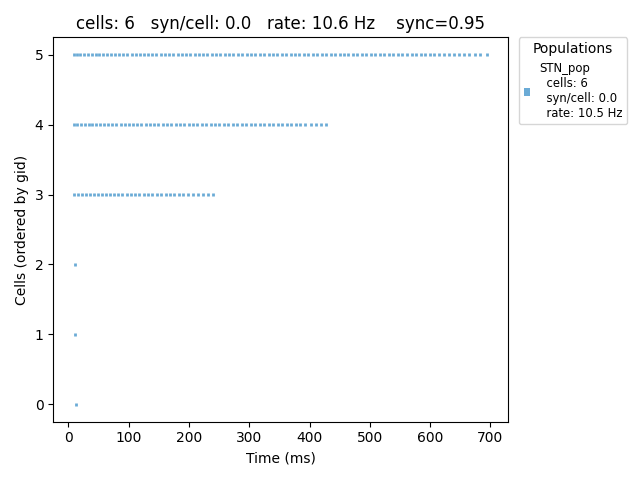 cells: 6   syn/cell: 0.0   rate: 10.6 Hz    sync=0.95
Populations
STN_pop
cells: 6
syn/cell: 0.0
rate: 10.5 Hz
Cells (ordered by gid)
5
4
3
2
1
0
0 100 200 300 400 500 600 700
Time (ms)